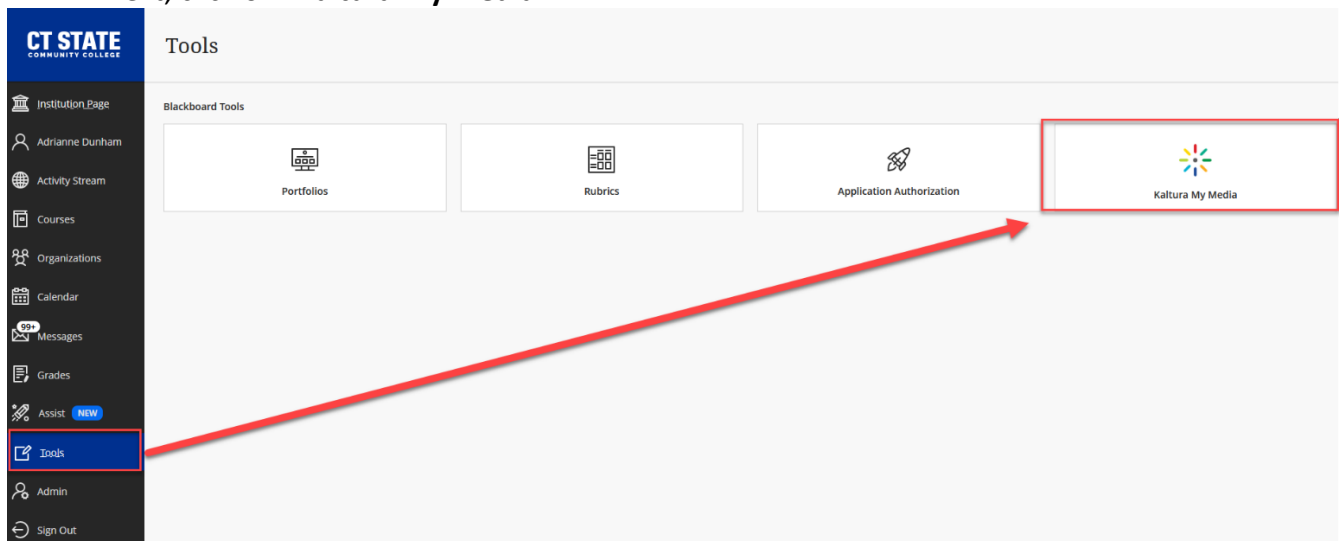 CT STATE
COMMUNITY COLLEGE
Tools
Institution Page
Adrianne Dunham
Activity Stream
Courses
Organizations
Calendar
99+
Messages
Grades
Assist NEW
Tools
Admin
Sign Out
Blackboard Tools
Portfolios
Rubrics
Application Authorization
Kaltura My Media